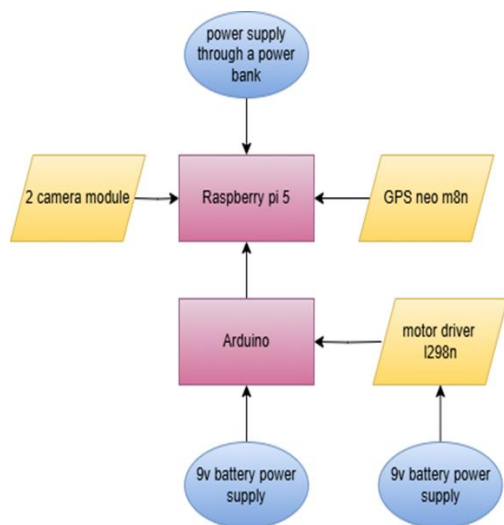 power supply
through a power
bank
2 camera module
Raspberry pi 5
GPS neo m8n
Arduino
motor driver
l298n
9v battery power
supply
9v battery power
supply